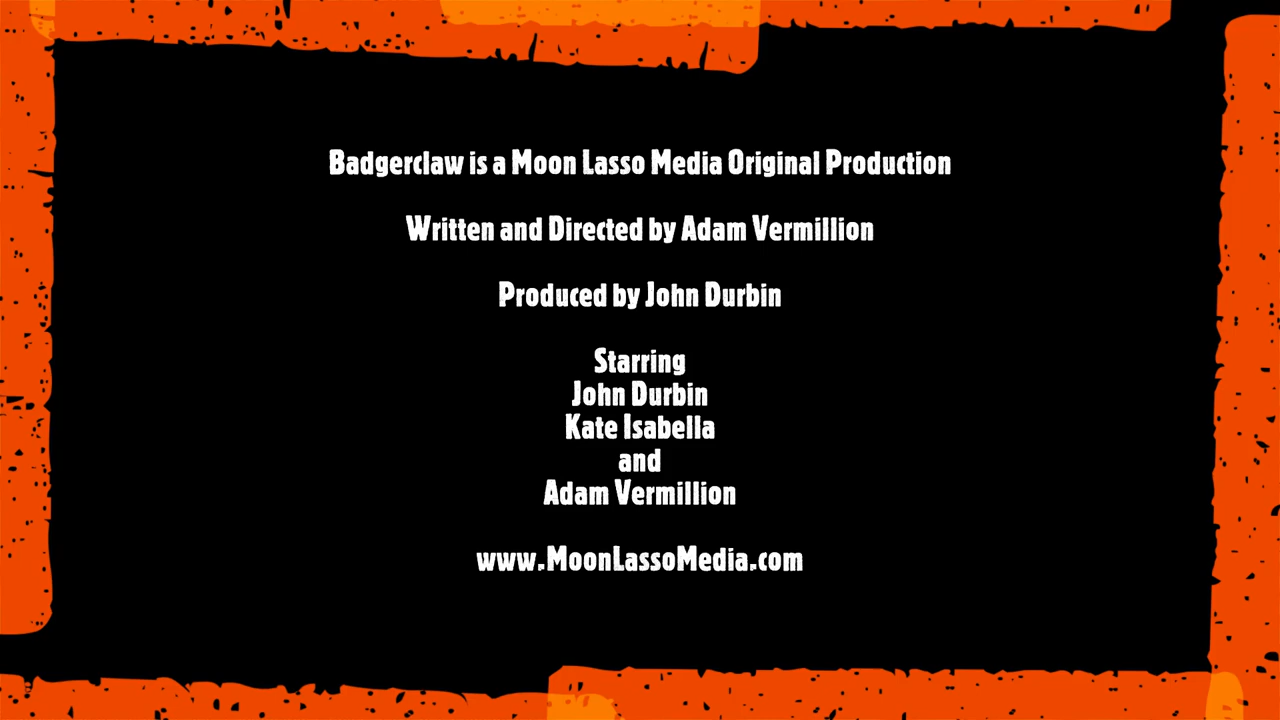 Badgerclaw is a Moon Lasso Media Original Production
Written and Directed by Adam Vermillion
Produced by John Durbin
Starring
John Durbin
Kate Isabella
and
Adam Vermillion
www.MoonLassoMedia.com